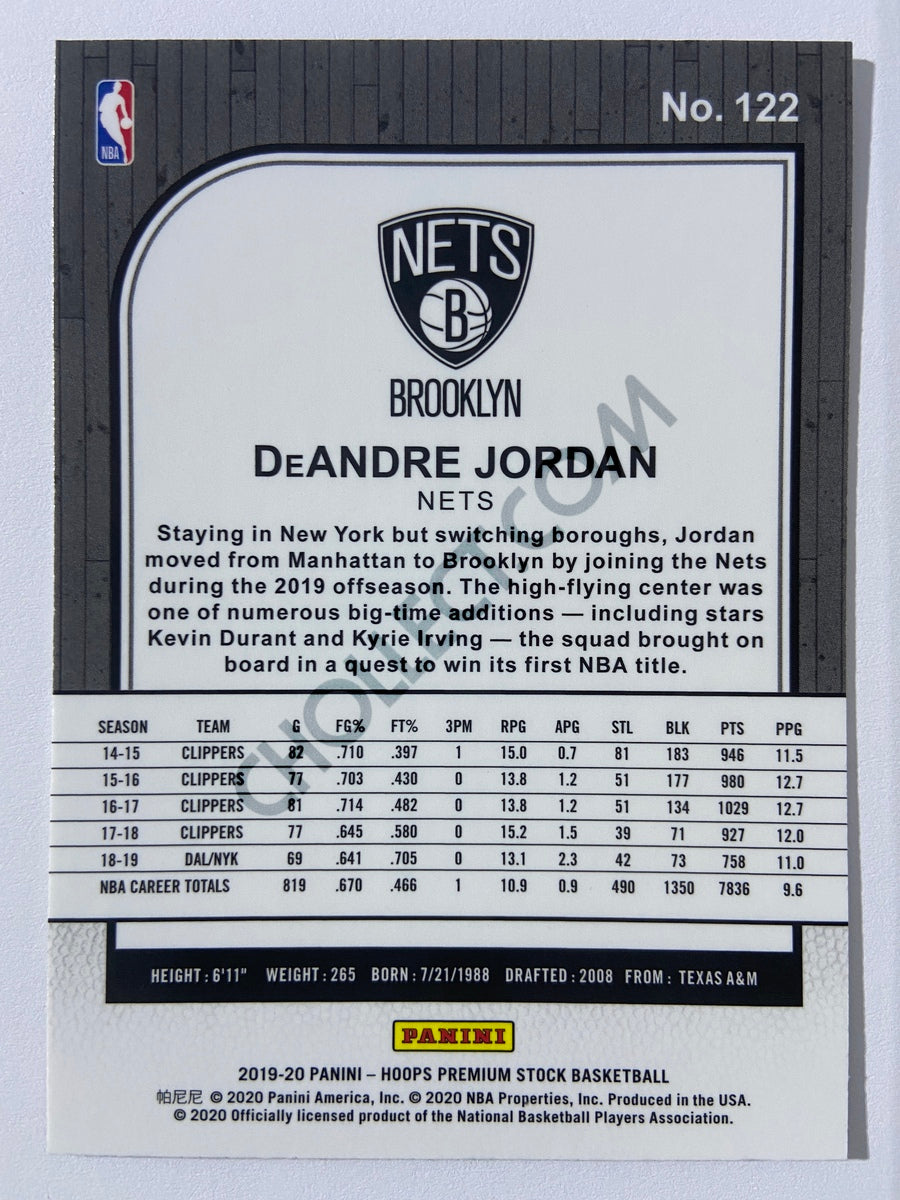 No. 122
NBA
NETS
B
BROOKLYN
DeANDRE JORDAN
NETS
Staying in New York but switching boroughs, Jordan
moved from Manhattan to Brooklyn by joining the Nets
during the 2019 offseason. The high-flying center was
one of numerous big-time additions — including stars
Kevin Durant and Kyrie Irving — the squad brought on
board in a quest to win its first NBA title.
CHOLLECT.COM
SEASON TEAM G FG% FT% 3PM RPG APG STL BLK PTS PPG
14-15 CLIPPERS 82 .710 .397 1 15.0 0.7 81 183 946 11.5
15-16 CLIPPERS 77 .703 .430 0 13.8 1.2 51 177 980 12.7
16-17 CLIPPERS 81 .714 .482 0 13.8 1.2 51 134 1029 12.7
17-18 CLIPPERS 77 .645 .580 0 15.2 1.5 39 71 927 12.0
18-19 DAL/NYK 69 .641 .705 0 13.1 2.3 42 73 758 11.0
NBA CAREER TOTALS 819 .670 .466 1 10.9 0.9 490 1350 7836 9.6
HEIGHT: 6'11" WEIGHT: 265 BORN: 7/21/1988 DRAFTED: 2008 FROM: TEXAS A&M
PANINI
2019-20 PANINI – HOOPS PREMIUM STOCK BASKETBALL
帕尼尼 © 2020 Panini America, Inc. © 2020 NBA Properties, Inc. Produced in the USA.
© 2020 Officially licensed product of the National Basketball Players Association.